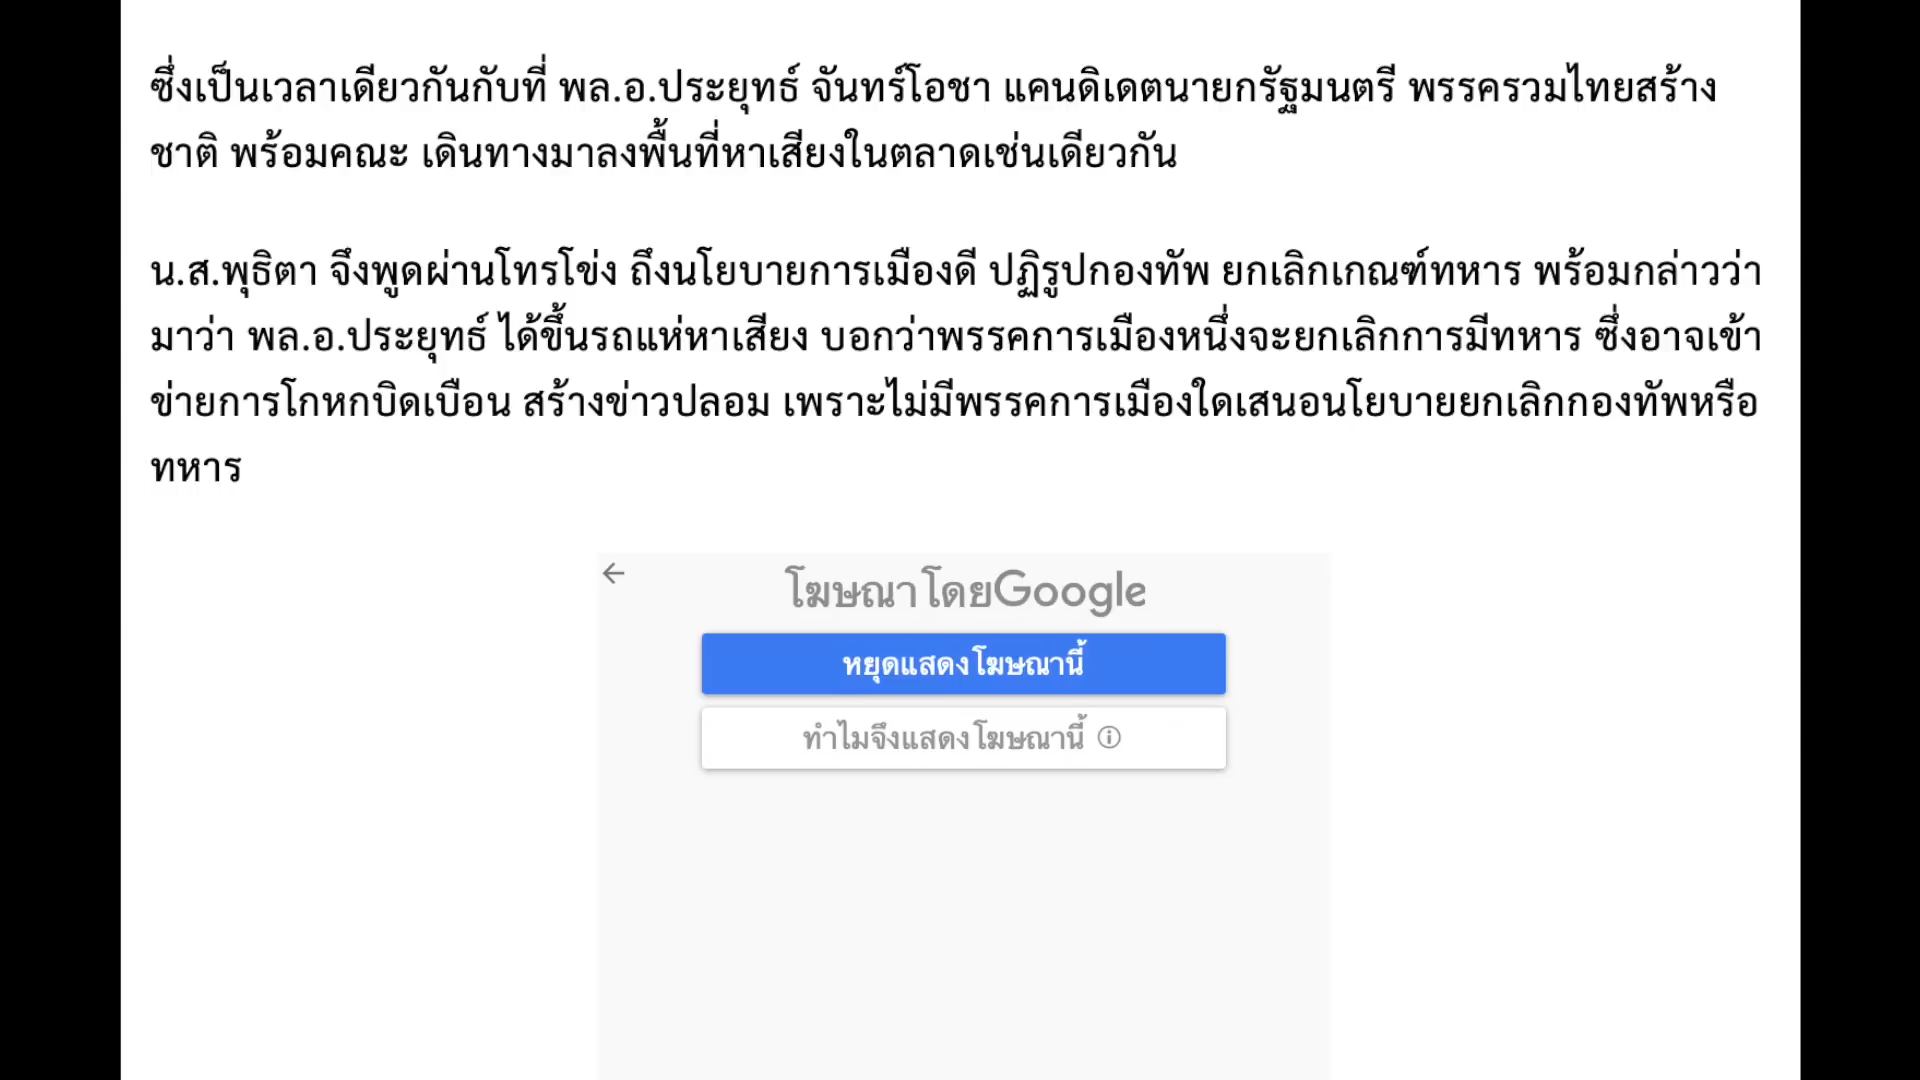 ซึ่งเป็นเวลาเดียวกันกับที่ พล.อ.ประยุทธ์ จันทร์โอชา แคนดิเดตนายกรัฐมนตรี พรรครวมไทยสร้าง
ชาติ พร้อมคณะ เดินทางมาลงพื้นที่หาเสียงในตลาดเช่นเดียวกัน
น.ส.พุธิตา จึงพูดผ่านโทรโข่ง ถึงนโยบายการเมืองดี ปฏิรูปกองทัพ ยกเลิกเกณฑ์ทหาร พร้อมกล่าวว่า
มาว่า พล.อ.ประยุทธ์ ได้ขึ้นรถแห่หาเสียง บอกว่าพรรคการเมืองหนึ่งจะยกเลิกการมีทหาร ซึ่งอาจเข้า
ข่ายการโกหกบิดเบือน สร้างข่าวปลอม เพราะไม่มีพรรคการเมืองใดเสนอนโยบายยกเลิกกองทัพหรือ
ทหาร
โฆษณาโดยGoogle
หยุดแสดงโฆษณานี้
ทำไมจึงแสดงโฆษณานี้